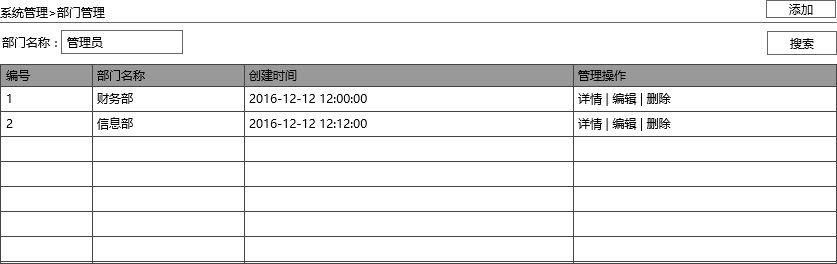 系统管理>部门管理 添加
部门名称： 管理员 搜索
编号 部门名称 创建时间 管理操作
1 财务部 2016-12-12 12:00:00 详情 | 编辑 | 删除
2 信息部 2016-12-12 12:12:00 详情 | 编辑 | 删除